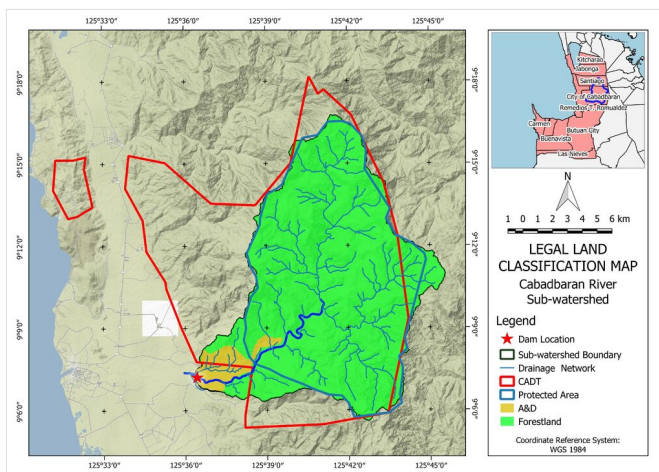 125°33'0" 125°36'0" 125°39'0" 125°42'0" 125°45'0"
9°18'0" 9°18'0"
9°15'0" 9°15'0"
9°12'0" 9°12'0"
9°9'0" 9°9'0"
9°6'0" 9°6'0"
125°33'0" 125°36'0" 125°39'0" 125°42'0" 125°45'0"
Kitcharao
Jabonga
Santiago
City of Cabadbaran
Remedios T. Romualdez
Carmen
Butuan City
Buenavista
Las Nieves
N
1 0 1 2 3 4 5 6 km
LEGAL LAND
CLASSIFICATION MAP
Cabadbaran River
Sub-watershed
Legend
Dam Location
Sub-watershed Boundary
Drainage Network
CADT
Protected Area
A&D
Forestland
Coordinate Reference System:
WGS 1984